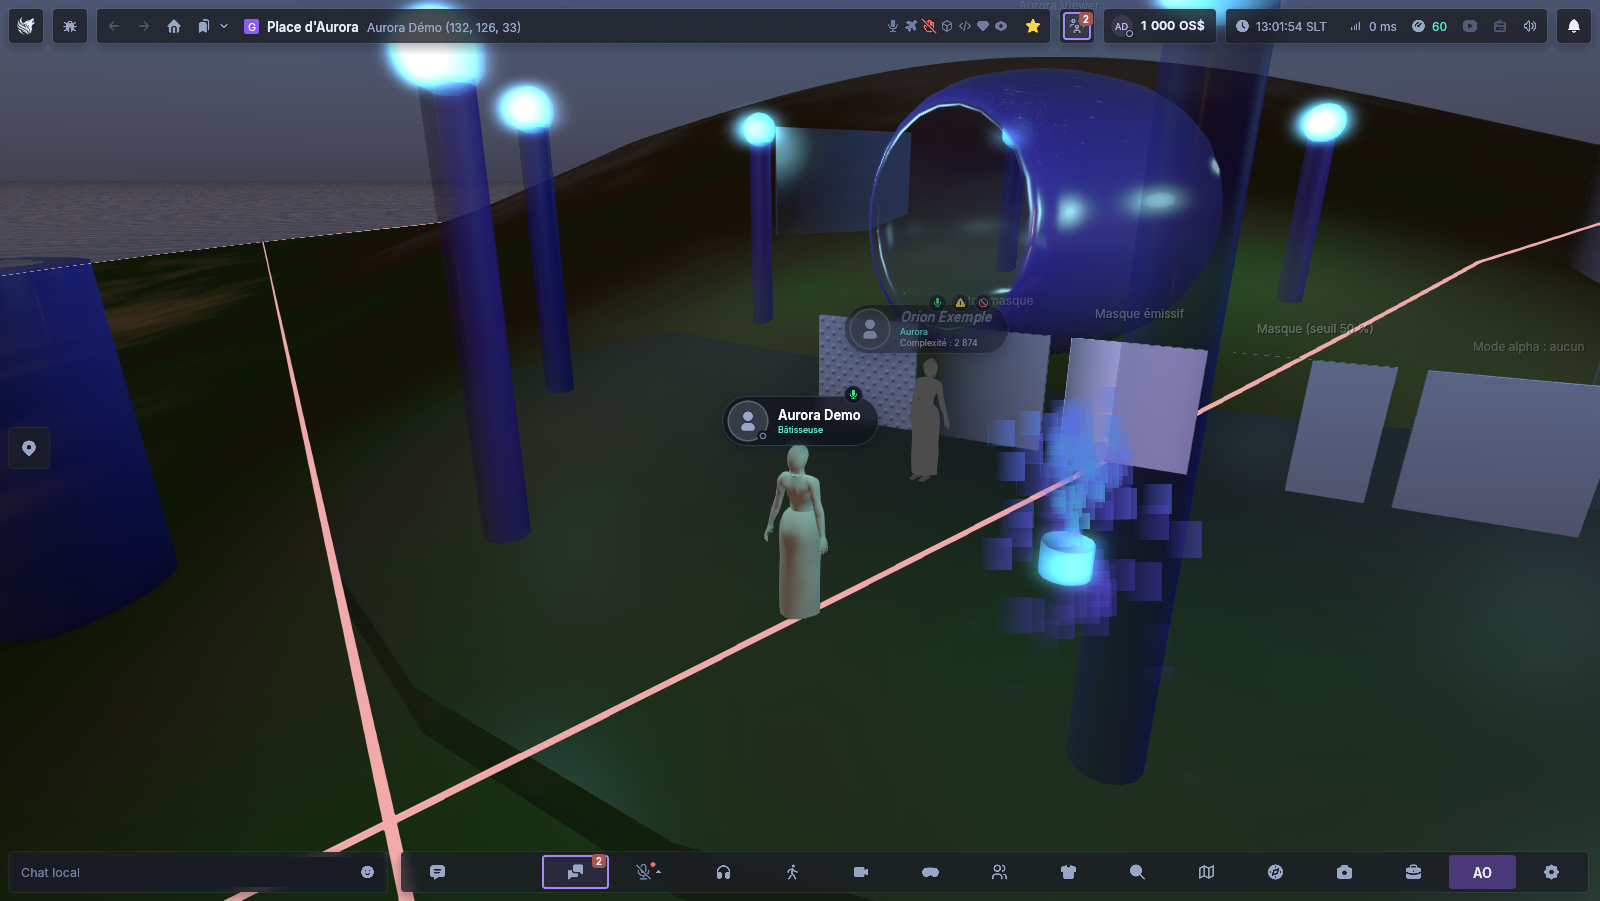 Aurora Viewer
G Place d'Aurora Aurora Démo (132, 126, 33)
2
AD 1 000 OS$
13:01:54 SLT 0 ms 60
masque
Masque émissif
Orion Exemple
Aurora
Complexité : 2 874
Masque (seuil 50 %)
Mode alpha : aucun
Aurora Demo
Bâtisseuse
Chat local
2
AO